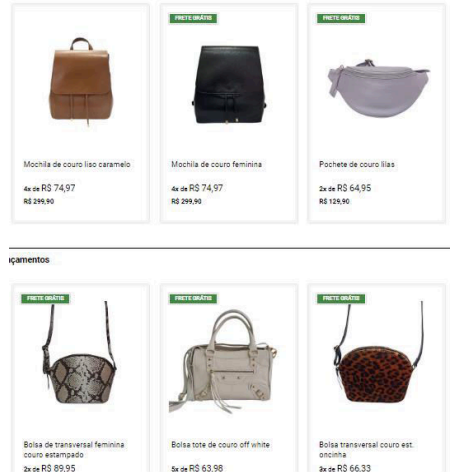 FRETE GRÁTIS
FRETE GRÁTIS
Mochila de couro liso caramelo
Mochila de couro feminina
Pochete de couro lilas
4x de R$ 74,97
4x de R$ 74,97
2x de R$ 64,95
R$ 299,90
R$ 299,90
R$ 129,90
nçamentos
FRETE GRÁTIS
FRETE GRÁTIS
FRETE GRÁTIS
Bolsa de transversal feminina
couro estampado
Bolsa tote de couro off white
Bolsa transversal couro est.
oncinha
2x de R$ 89,95
5x de R$ 63,98
3x de R$ 66,33